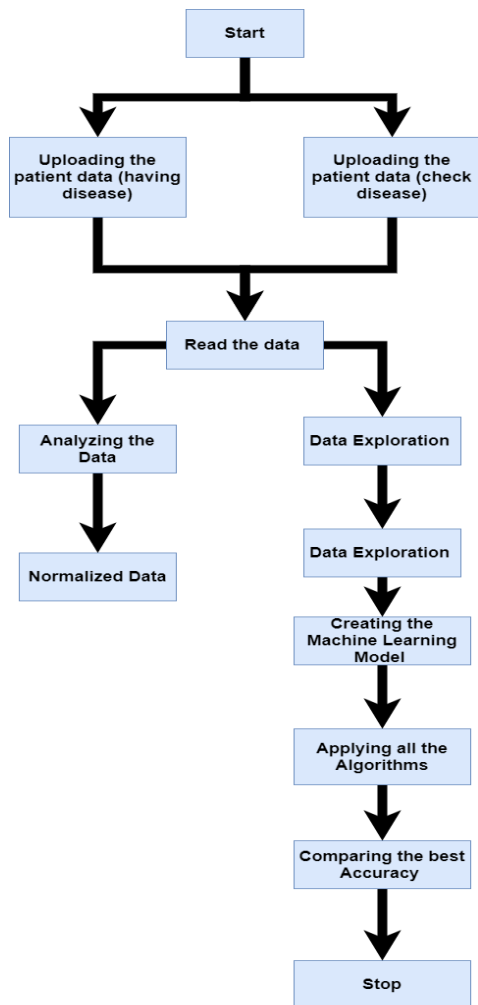 Start
Uploading the
patient data (having
disease)
Uploading the
patient data (check
disease)
Read the data
Analyzing the
Data
Data Exploration
Normalized Data
Data Exploration
Creating the
Machine Learning
Model
Applying all the
Algorithms
Comparing the best
Accuracy
Stop